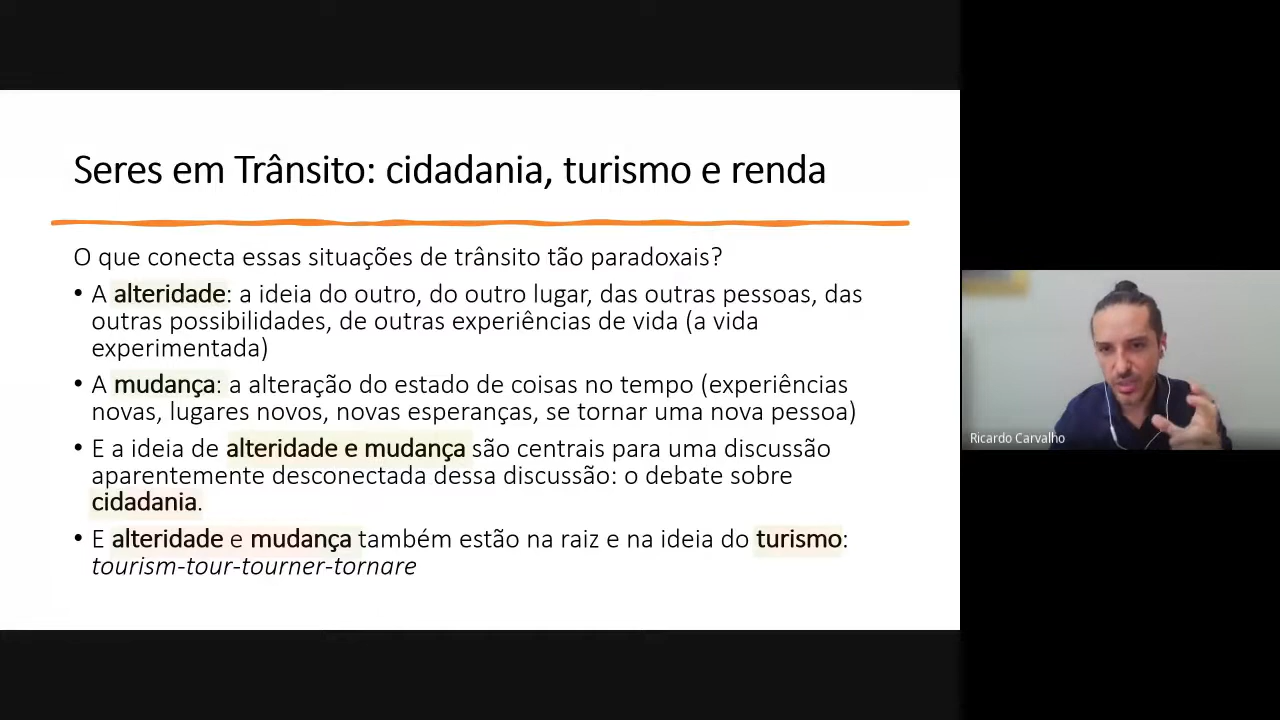 Seres em Trânsito: cidadania, turismo e renda
O que conecta essas situações de trânsito tão paradoxais?
• A alteridade: a ideia do outro, do outro lugar, das outras pessoas, das
outras possibilidades, de outras experiências de vida (a vida
experimentada)
• A mudança: a alteração do estado de coisas no tempo (experiências
novas, lugares novos, novas esperanças, se tornar uma nova pessoa)
• E a ideia de alteridade e mudança são centrais para uma discussão
aparentemente desconectada dessa discussão: o debate sobre
cidadania.
• E alteridade e mudança também estão na raiz e na ideia do turismo:
tourism-tour-tourner-tornare
Ricardo Carvalho